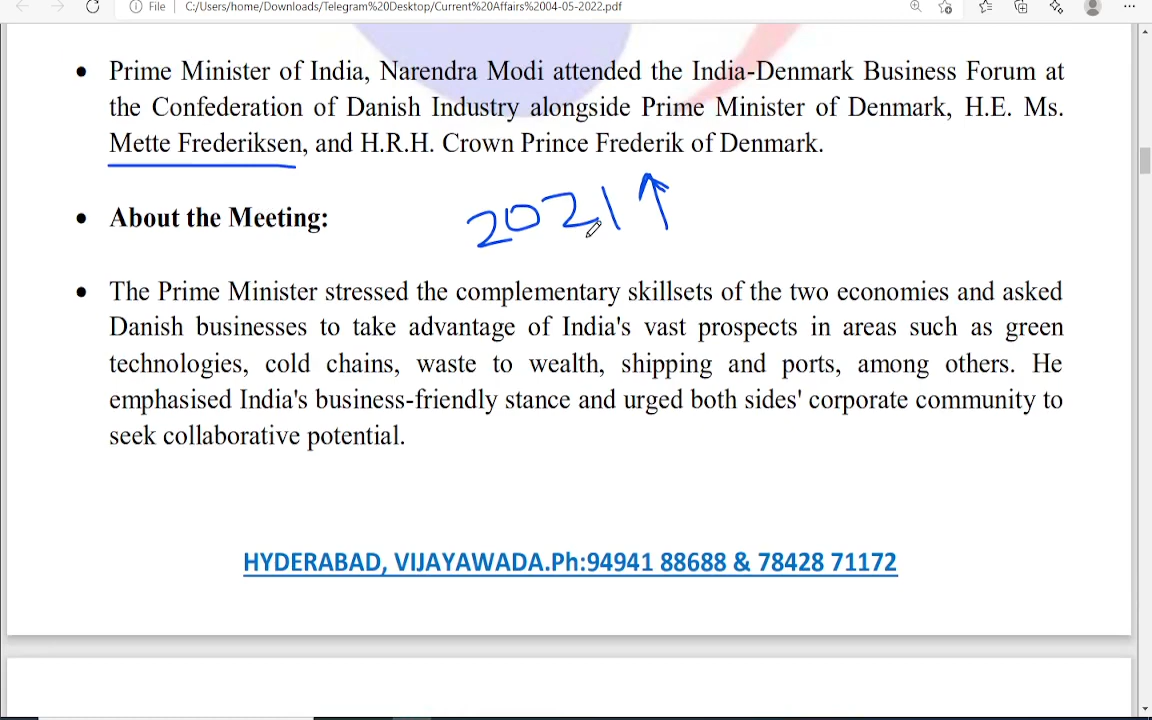 File
C:/Users/home/Downloads/Telegram%20Desktop/Current%20Affairs%2004-05-2022.pdf
• Prime Minister of India, Narendra Modi attended the India-Denmark Business Forum at
the Confederation of Danish Industry alongside Prime Minister of Denmark, H.E. Ms.
Mette Frederiksen, and H.R.H. Crown Prince Frederik of Denmark.
2021↑
• About the Meeting:
• The Prime Minister stressed the complementary skillsets of the two economies and asked
Danish businesses to take advantage of India's vast prospects in areas such as green
technologies, cold chains, waste to wealth, shipping and ports, among others. He
emphasised India's business-friendly stance and urged both sides' corporate community to
seek collaborative potential.
HYDERABAD, VIJAYAWADA.Ph:94941 88688 & 78428 71172